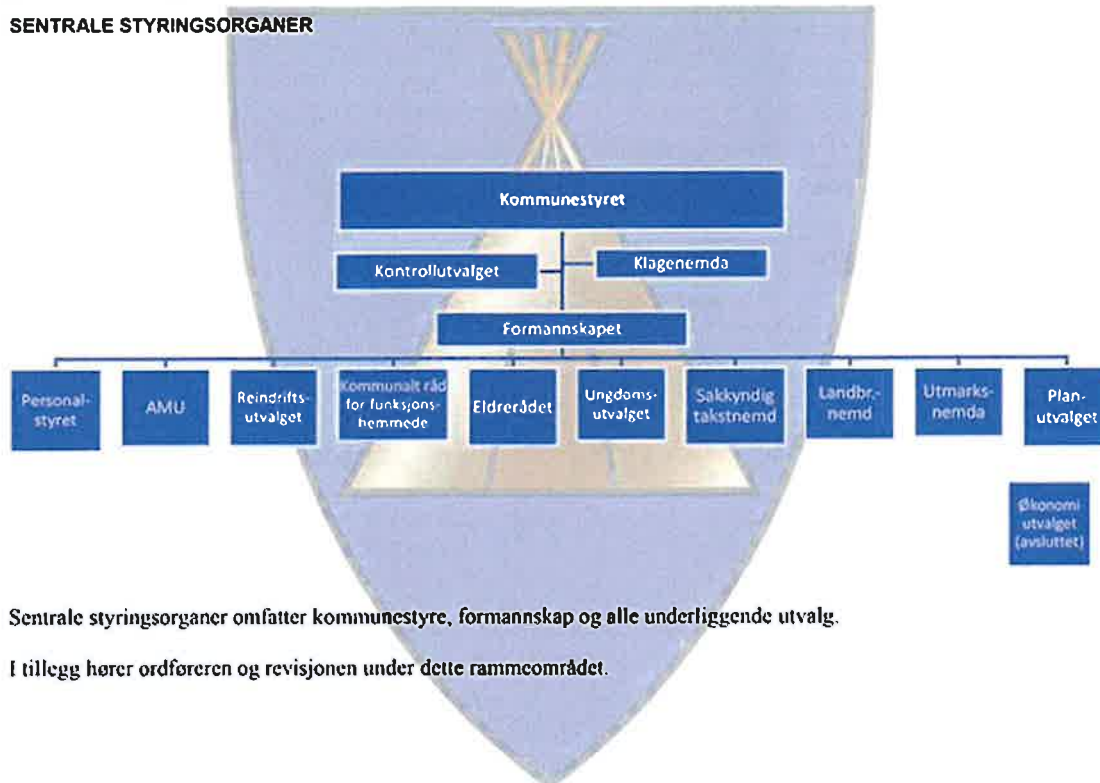 SENTRALE STYRINGSORGANER
Kommunestyret
Kontrollutvalget
Klagenemda
Formannskapet
Personal-
styret
AMU
Reindrifts-
utvalget
Kommunalt råd
for funksjons-
hemmede
Eldrerådet
Ungdoms-
utvalget
Sakkyndig
takstnemd
Landbr.-
nemd
Utmarks-
nemda
Plan-
utvalget
Økonomi
utvalget
(avsluttet)
Sentrale styringsorganer omfatter kommunestyre, formannskap og alle underliggende utvalg.
I tillegg hører ordføreren og revisjonen under dette rammeområdet.